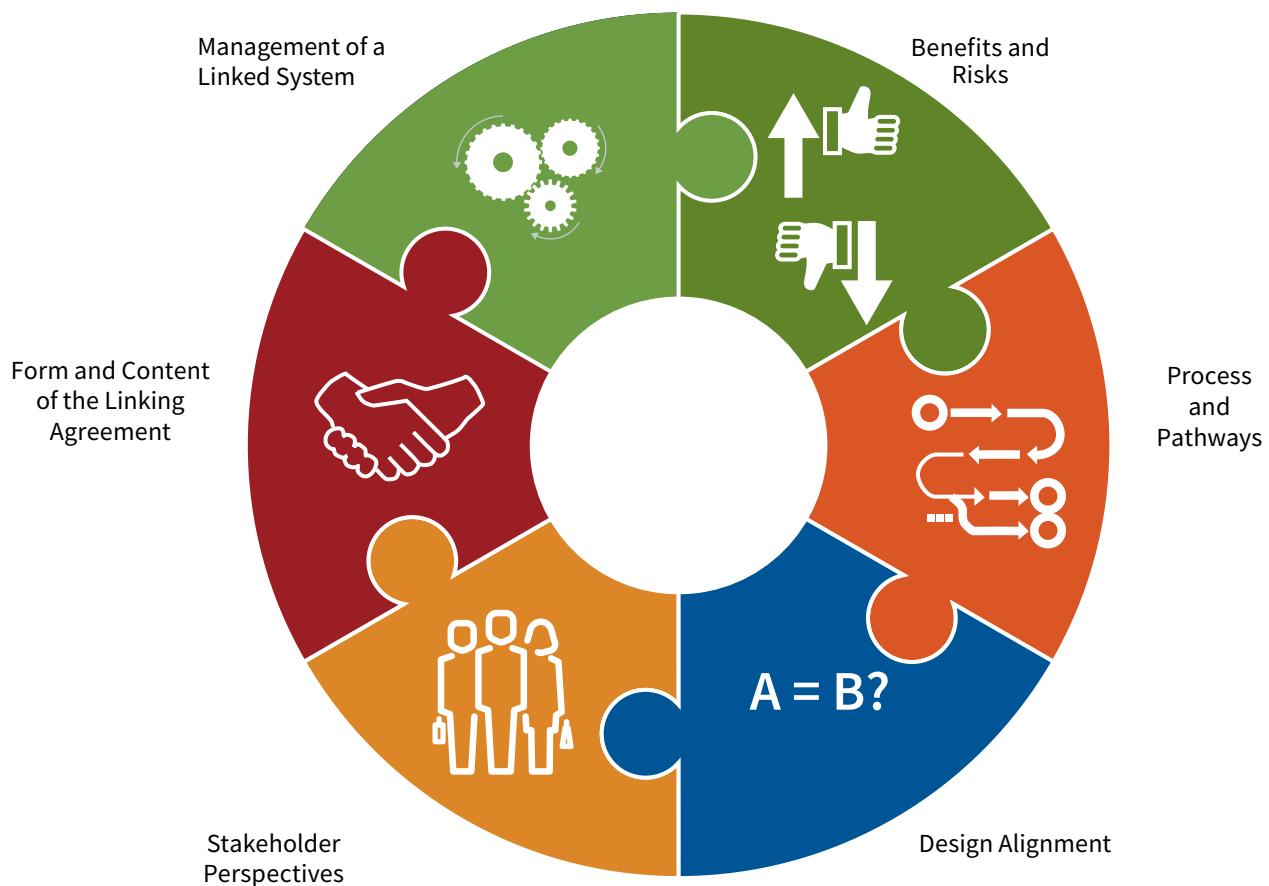 Management of a
Linked System
Benefits and
Risks
Form and Content
of the Linking
Agreement
Process
and
Pathways
A = B?
Stakeholder
Perspectives
Design Alignment